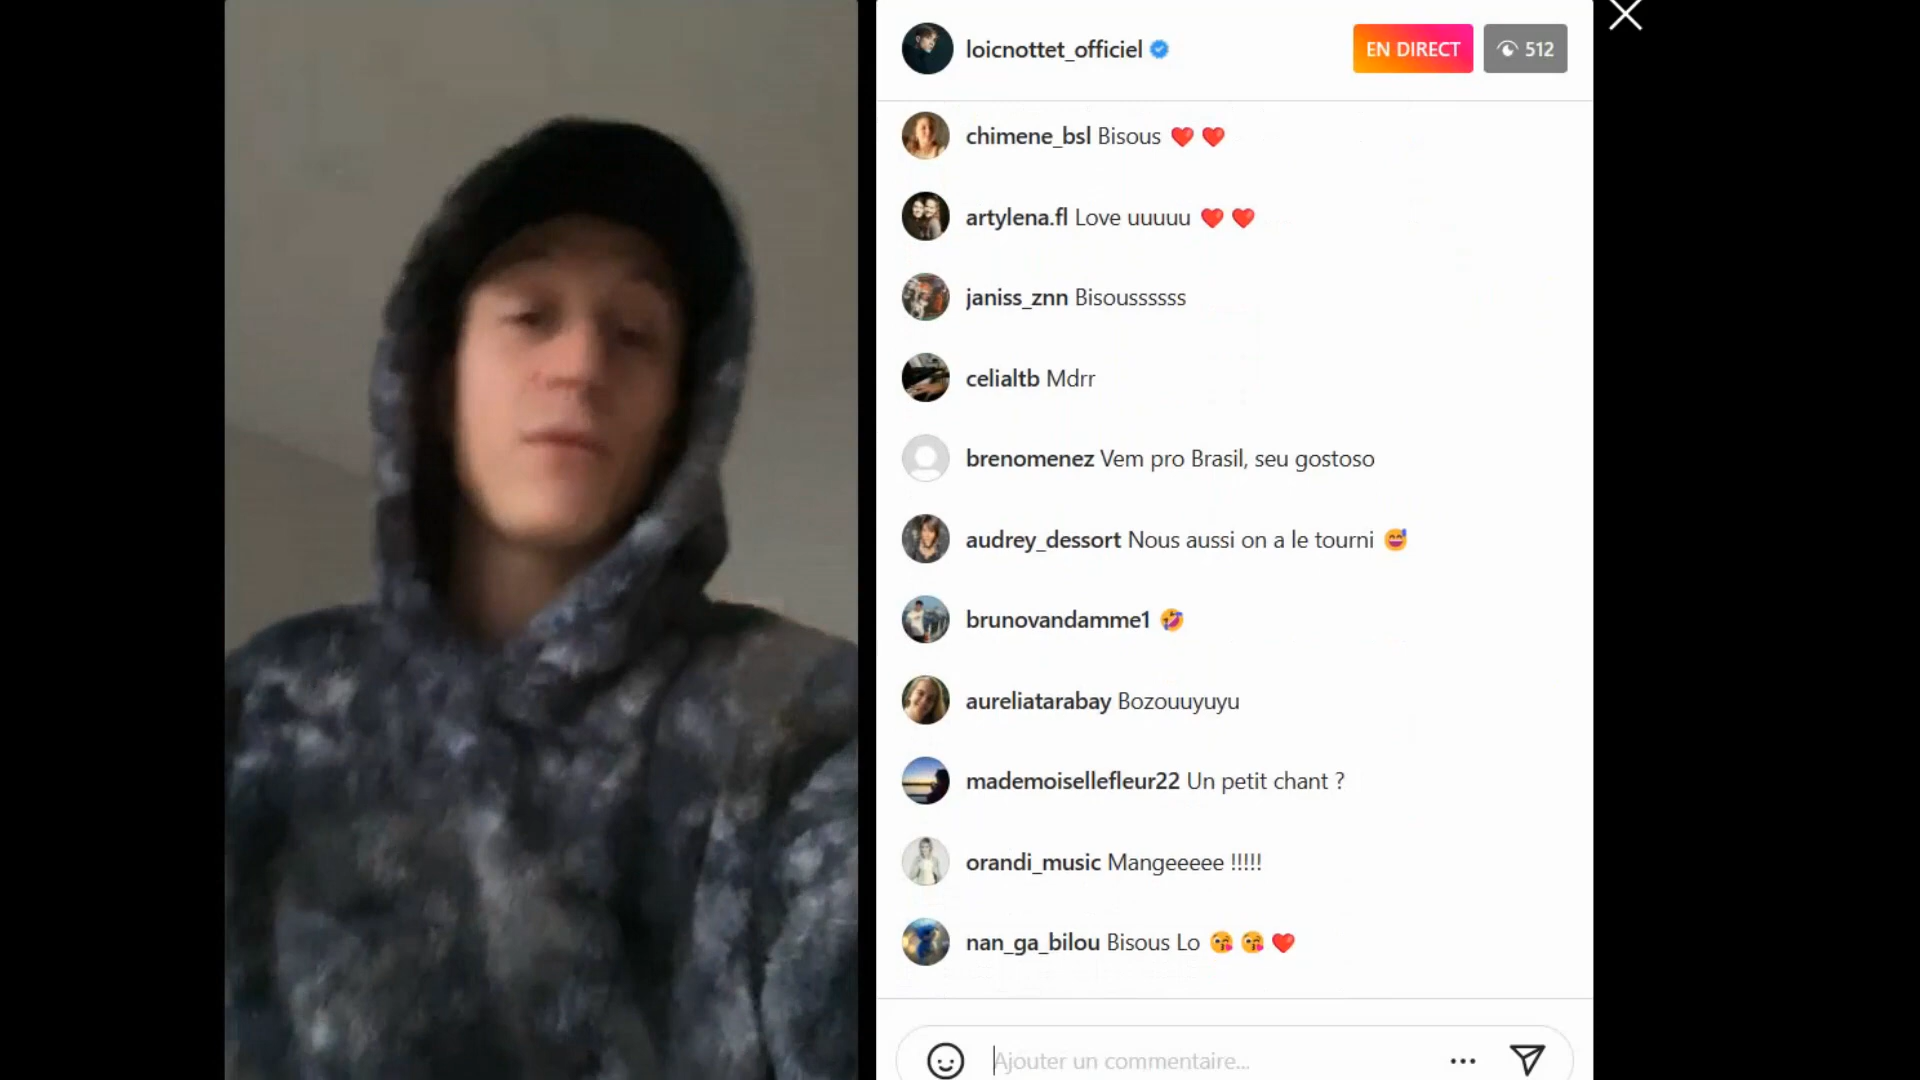 loicnottet_officiel
EN DIRECT
512
chimene_bsl Bisous ❤️ ❤️
artylena.fl Love uuuuu ❤️ ❤️
janiss_znn Bisousssssss
celialtb Mdrr
brenomenez Vem pro Brasil, seu gostoso
audrey_dessort Nous aussi on a le tourni 😅
brunovandamme1 🤣
aureliatarabay Bozouuyuyu
mademoisellefleur22 Un petit chant ?
orandi_music Mangeeeee !!!!!
nan_ga_bilou Bisous Lo 😘 😘 ❤️
Ajouter un commentaire...